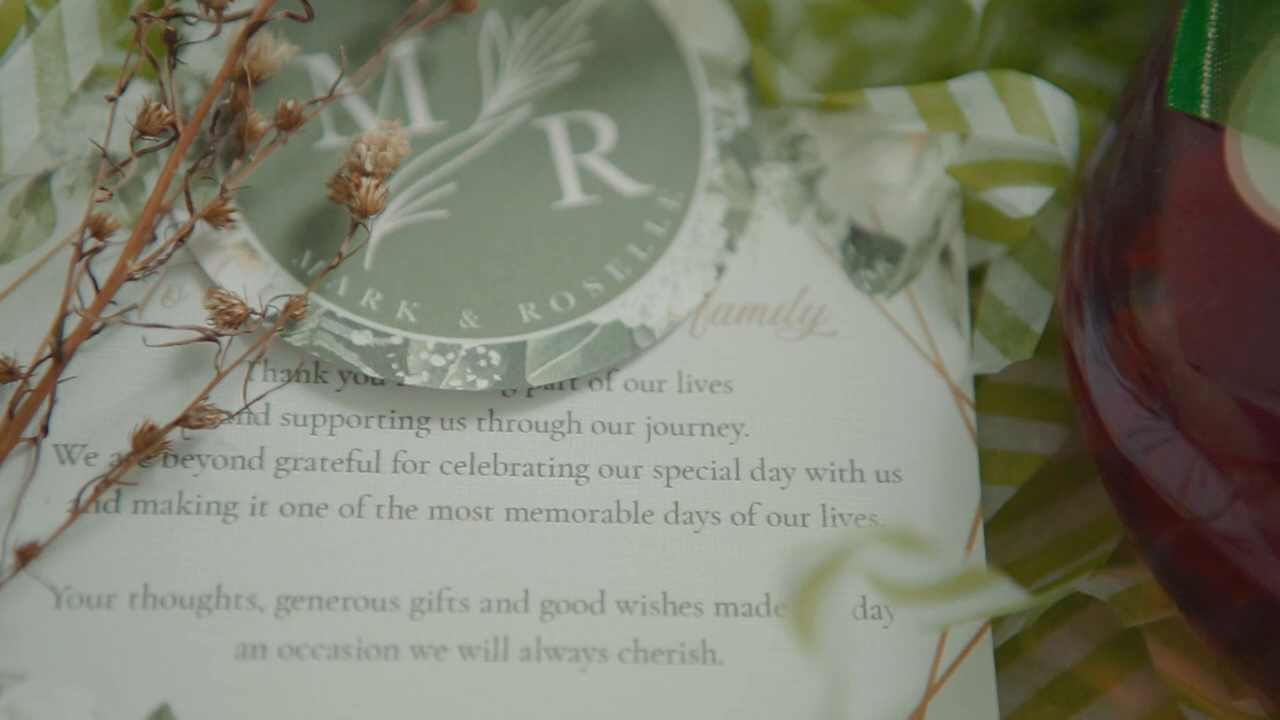 M
R
MARK & ROSELLE
family
Thank you part of our lives
and supporting us through our journey.
We are beyond grateful for celebrating our special day with us
and making it one of the most memorable days of our lives.
Your thoughts, generous gifts and good wishes made day
an occasion we will always cherish.